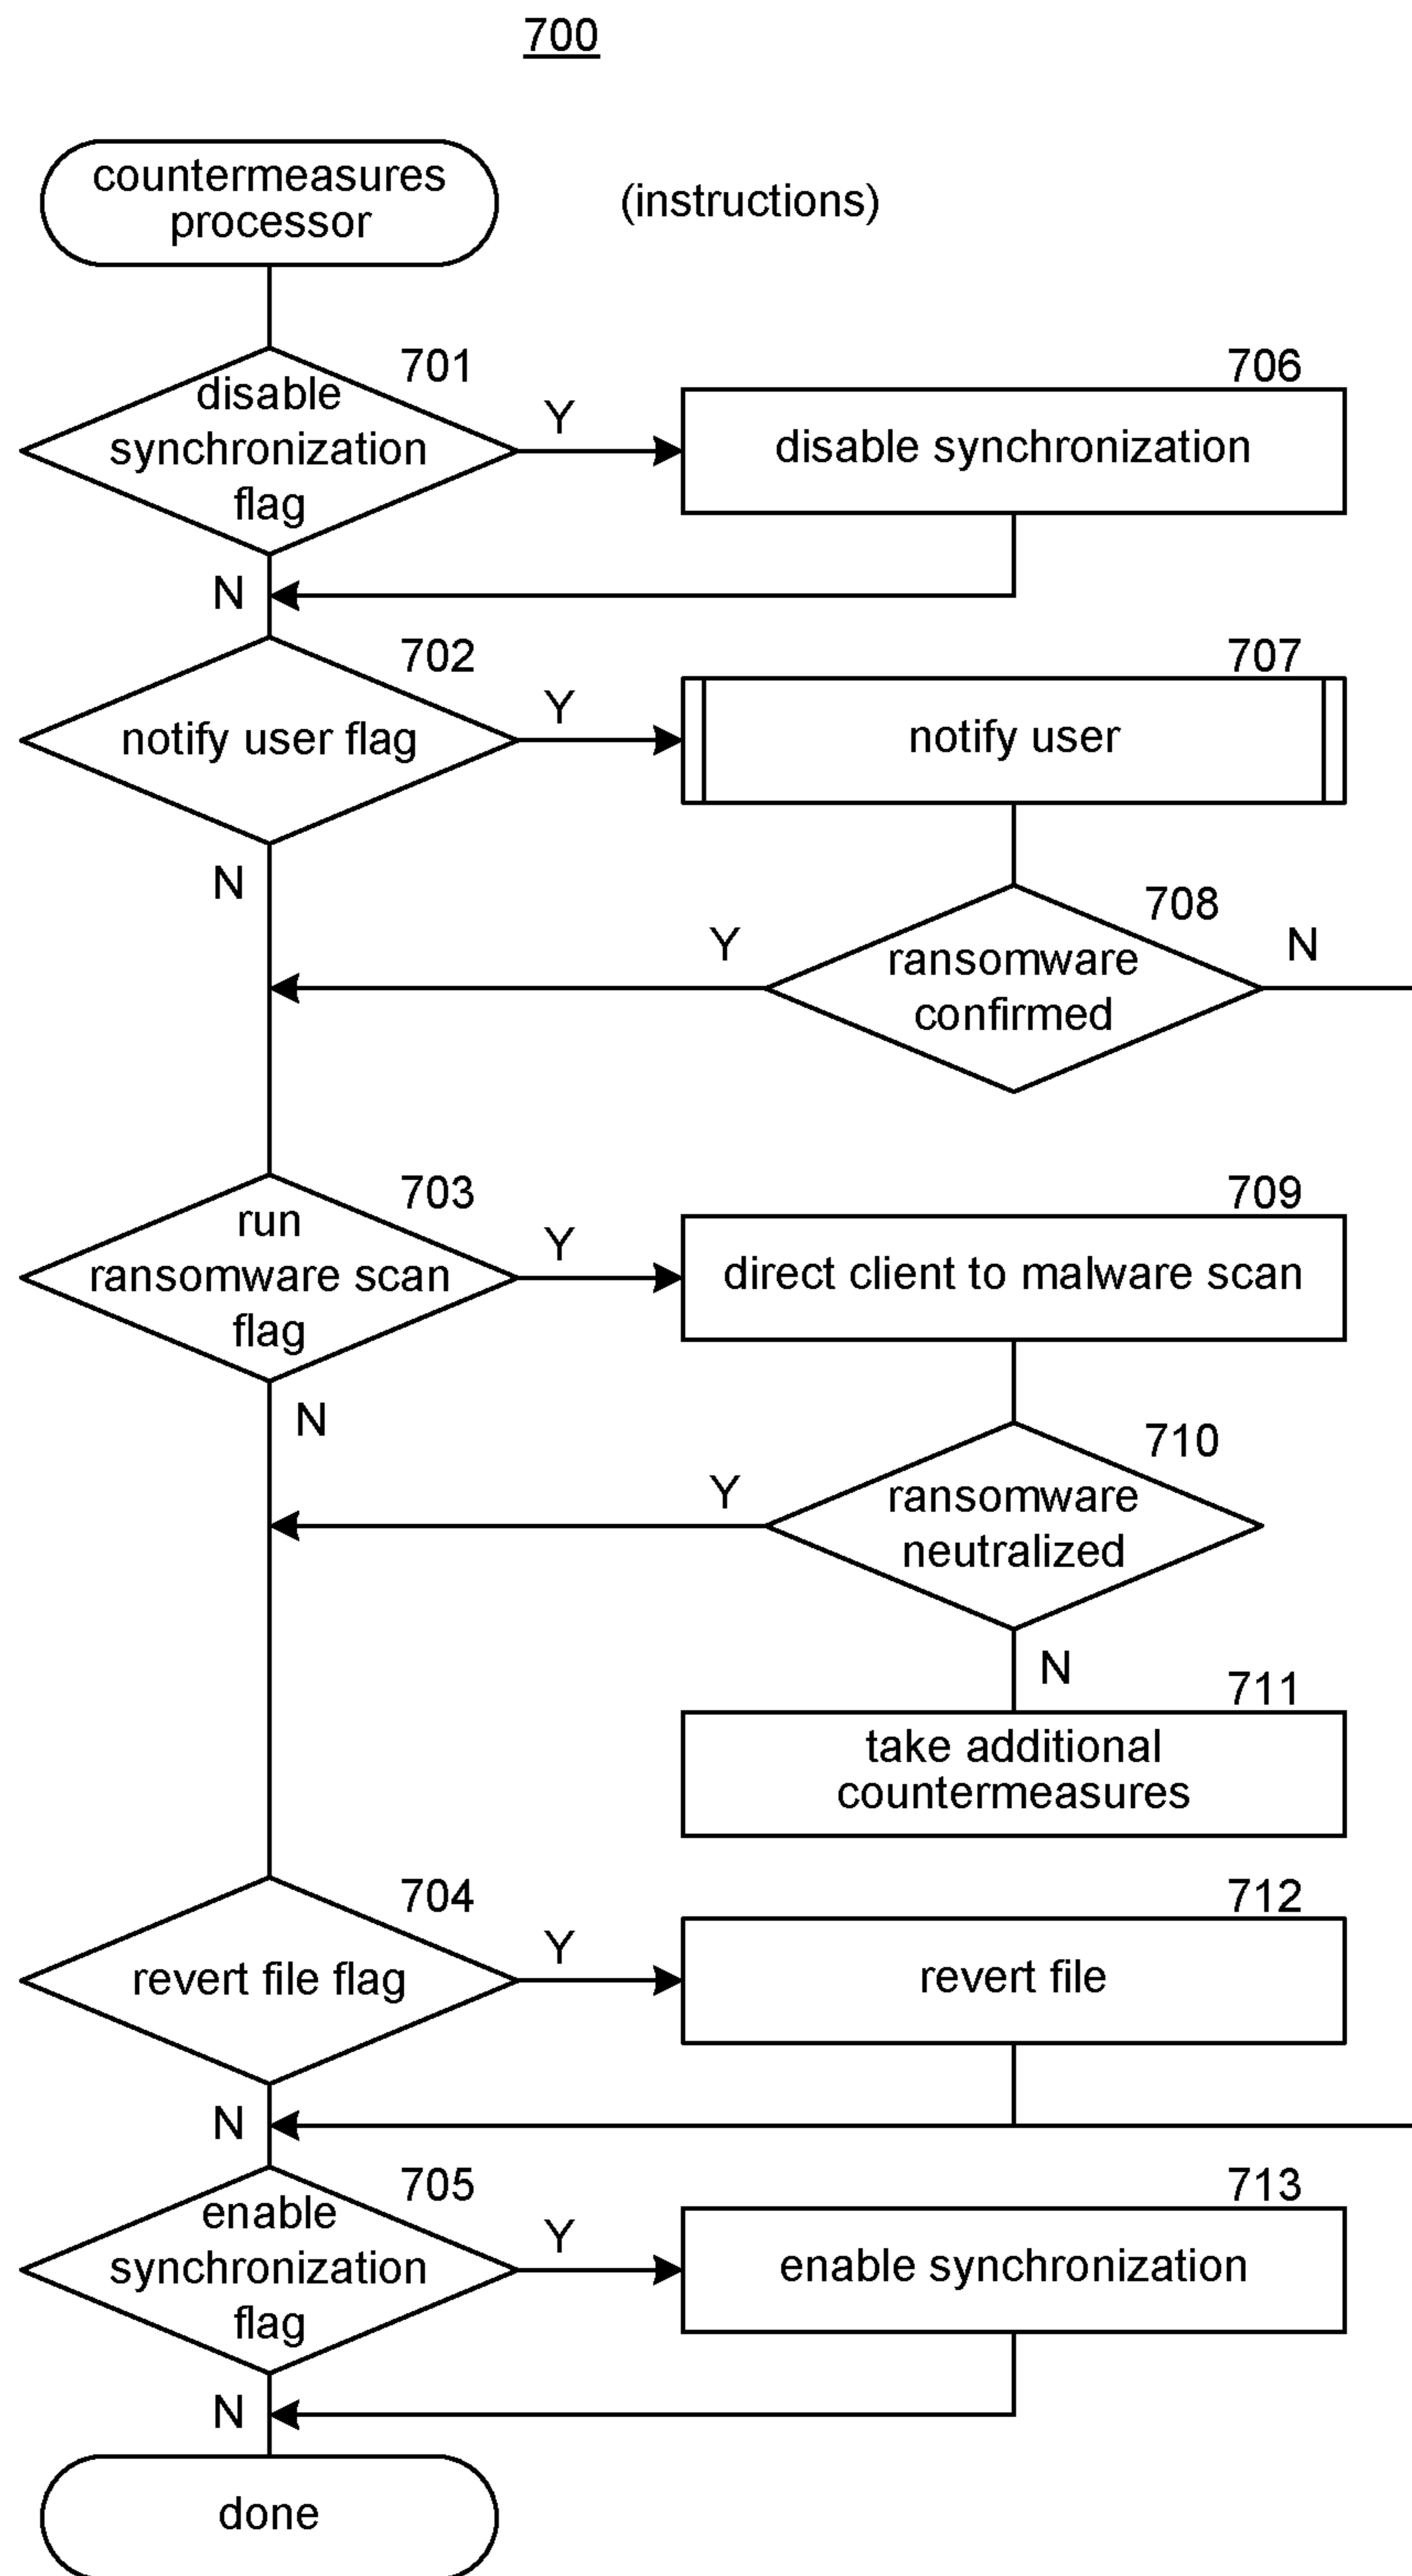 700
countermeasures
processor
(instructions)
701
disable
synchronization
flag
Y
706
disable synchronization
N
702
notify user flag
Y
707
notify user
N
708
ransomware
confirmed
Y
N
703
run
ransomware scan
flag
Y
709
direct client to malware scan
N
710
ransomware
neutralized
Y
N
711
take additional
countermeasures
704
revert file flag
Y
712
revert file
N
705
enable
synchronization
flag
Y
713
enable synchronization
N
done